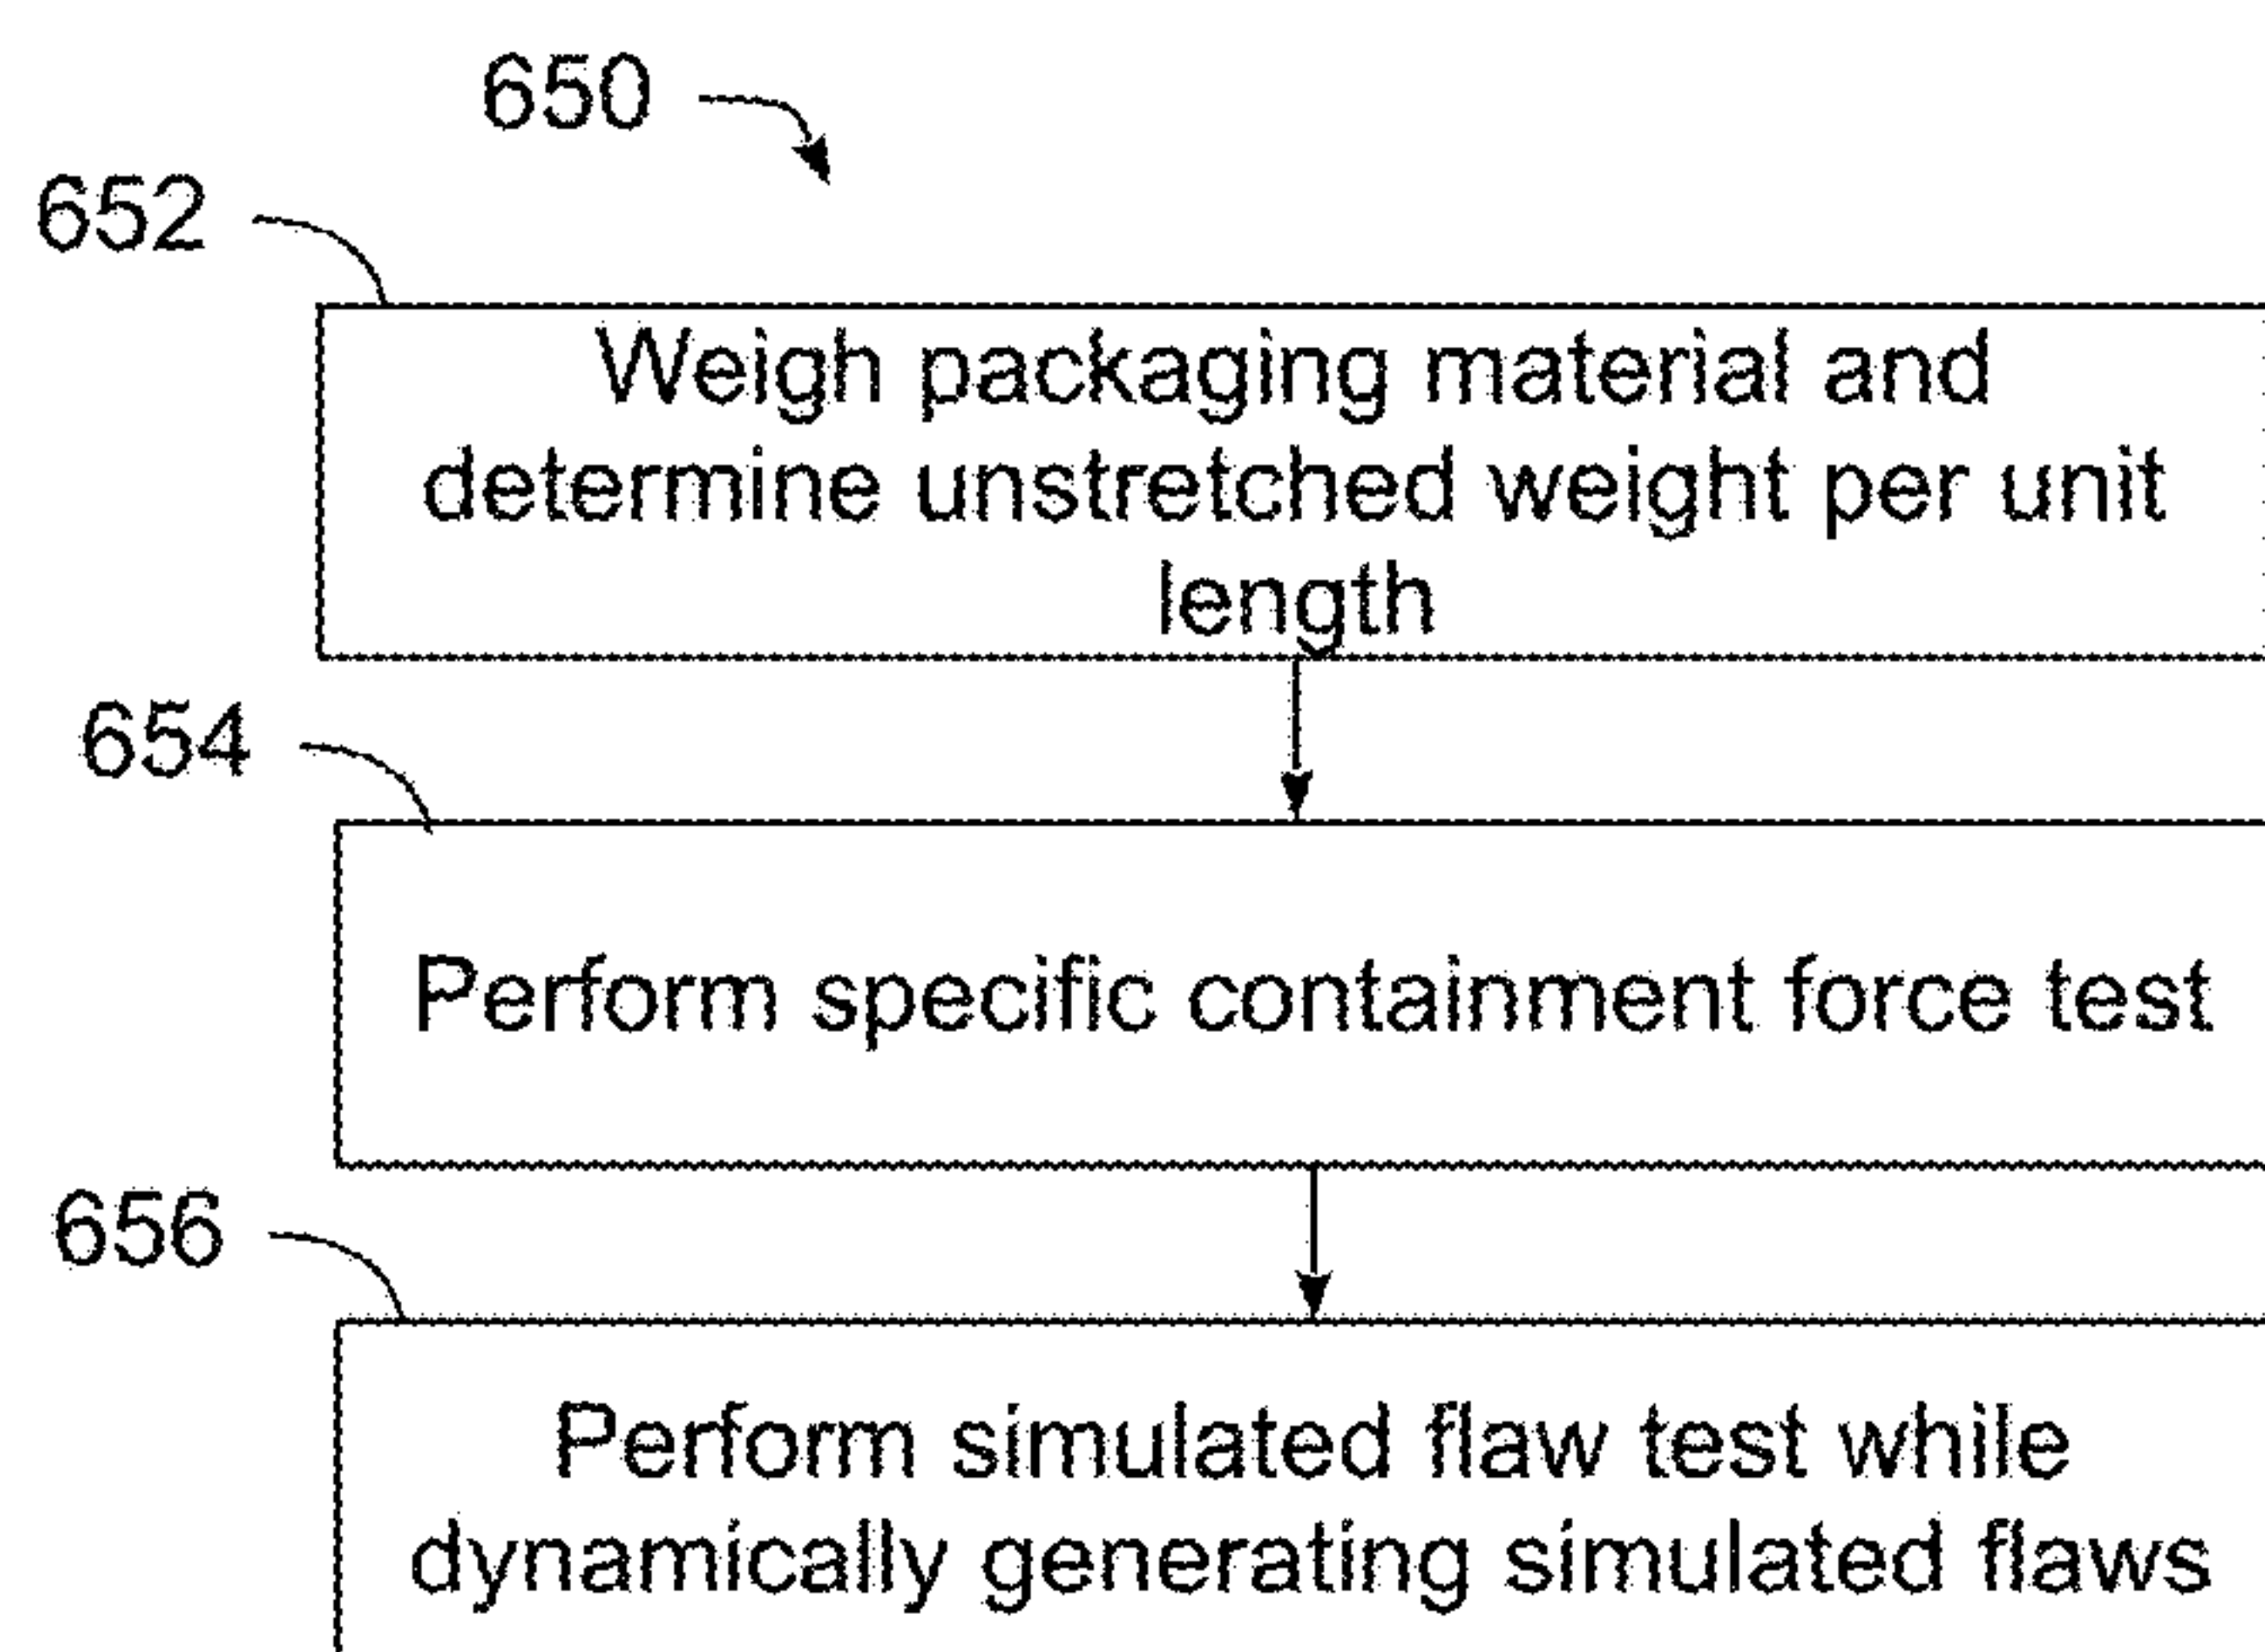 650
652
Weigh packaging material and
determine unstretched weight per unit
length
654
Perform specific containment force test
656
Perform simulated flaw test while
dynamically generating simulated flaws